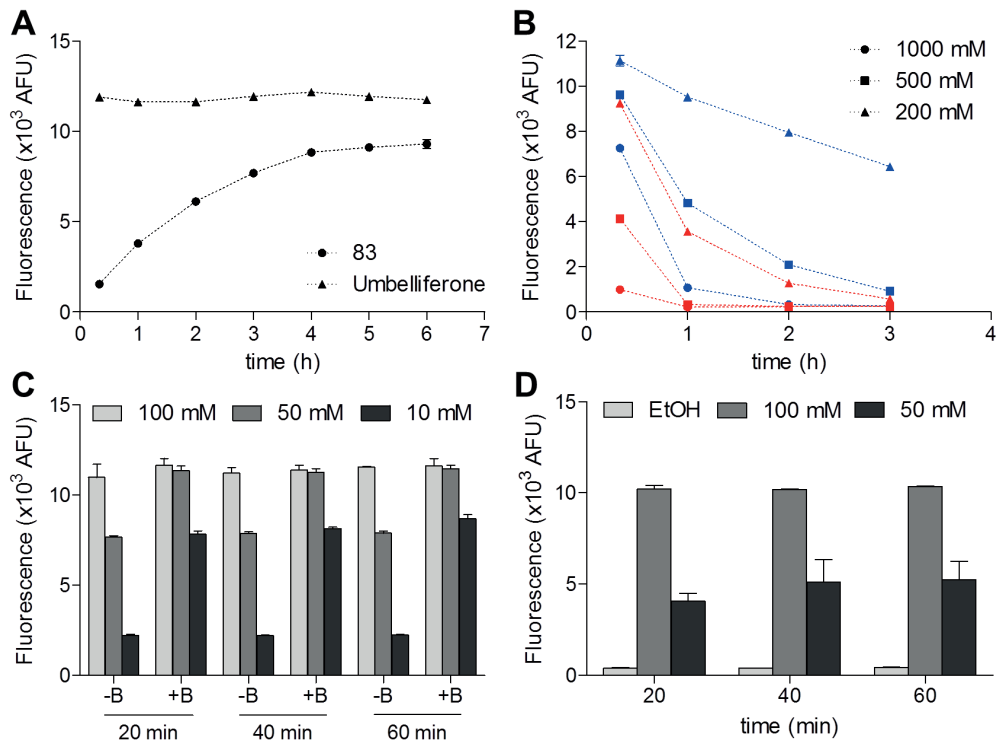 A
Fluorescence (x10³ AFU)
15
10
5
0
0 1 2 3 4 5 6 7
time (h)
83
Umbelliferone
B
Fluorescence (x10³ AFU)
12
10
8
6
4
2
0
0 1 2 3 4
time (h)
1000 mM
500 mM
200 mM
C
Fluorescence (x10³ AFU)
15
10
5
0
100 mM 50 mM 10 mM
-B +B -B +B -B +B
20 min 40 min 60 min
D
Fluorescence (x10³ AFU)
15
10
5
0
EtOH 100 mM 50 mM
20 40 60
time (min)